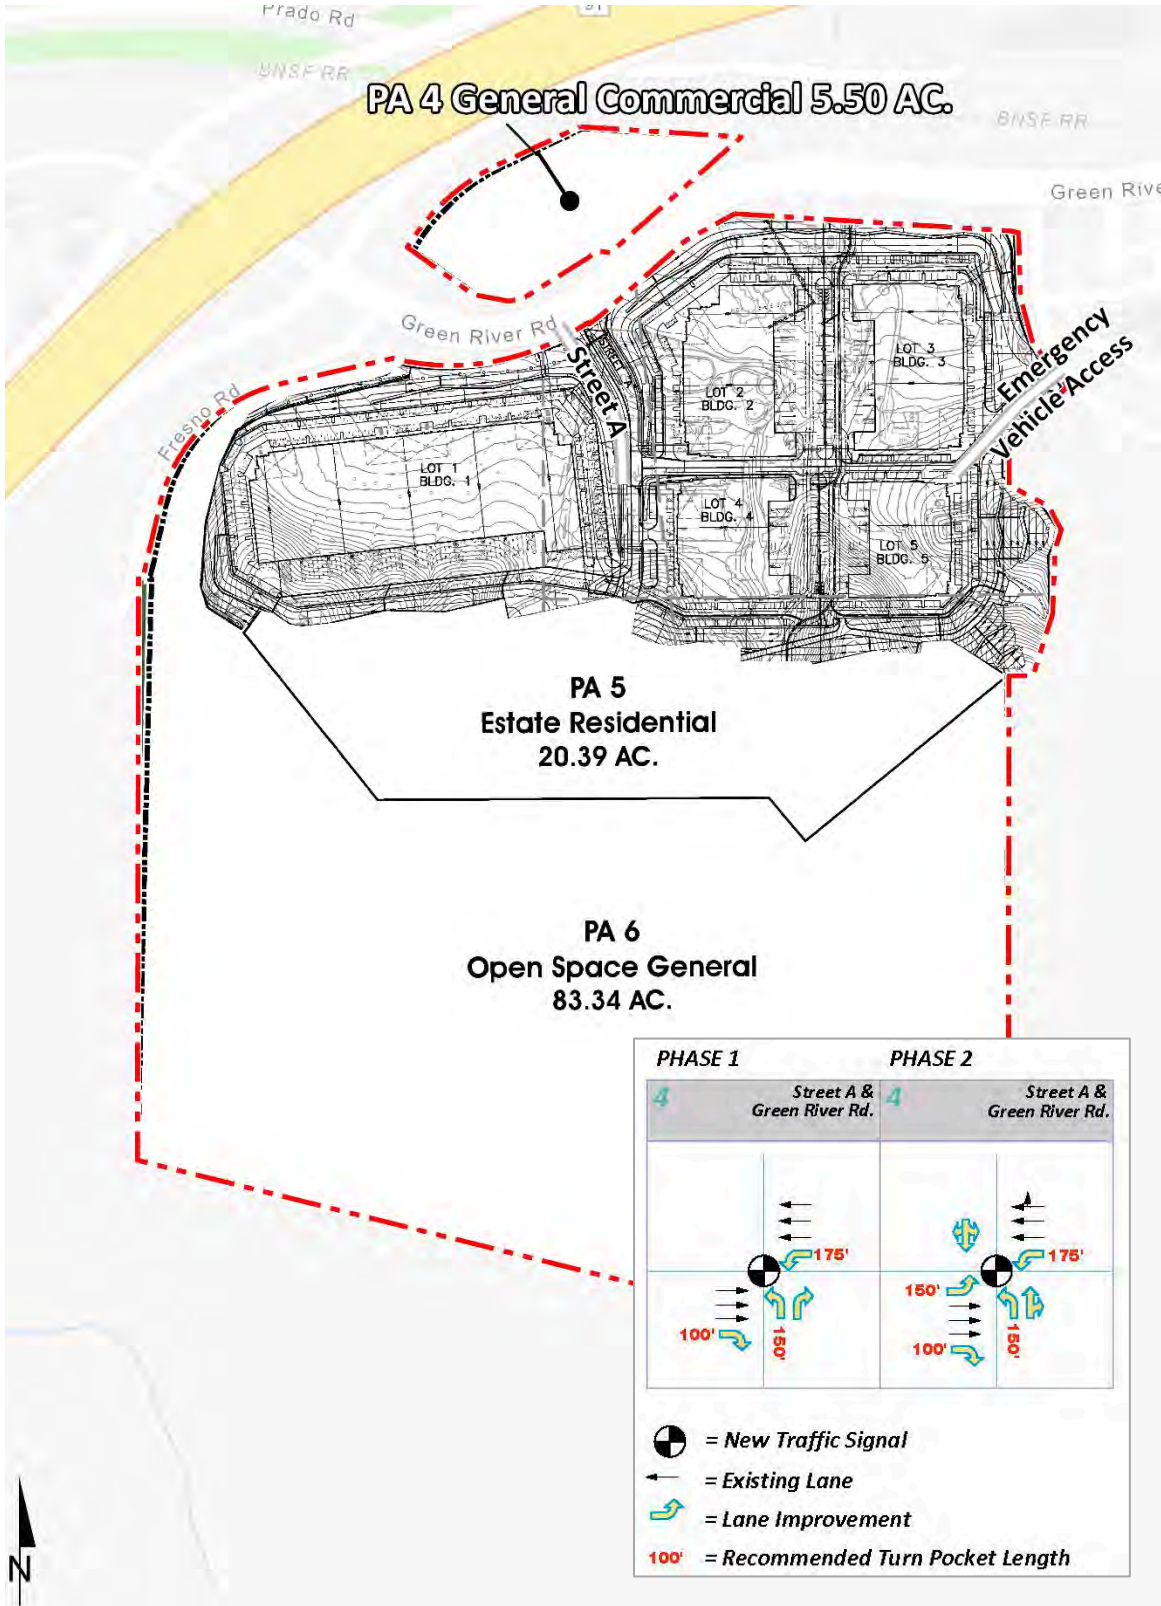 Prado Rd
91
BNSF RR
PA 4 General Commercial 5.50 AC.
BNSF RR
Green Rive
Green River Rd
Fresno Rd
Street A
STREET A
Emergency
Vehicle Access
LOT 1
BLDG. 1
LOT 2
BLDG. 2
LOT 3
BLDG. 3
LOT 4
BLDG. 4
LOT 5
BLDG. 5
PA 5
Estate Residential
20.39 AC.
PA 6
Open Space General
83.34 AC.
PHASE 1
4
Street A &
Green River Rd.
175'
100'
150'
PHASE 2
4
Street A &
Green River Rd.
175'
150'
100'
150'
= New Traffic Signal
= Existing Lane
= Lane Improvement
100' = Recommended Turn Pocket Length
N